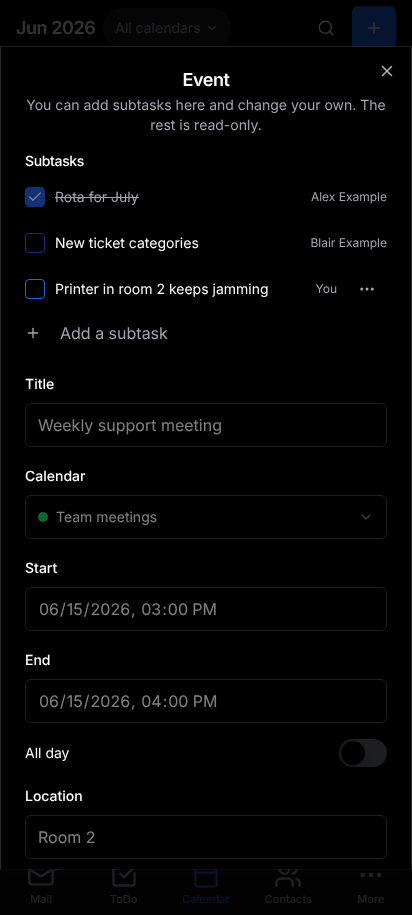 Jun 2026
All calendars
Event
You can add subtasks here and change your own. The
rest is read-only.
Subtasks
Rota for July
Alex Example
New ticket categories
Blair Example
Printer in room 2 keeps jamming
You
Add a subtask
Title
Weekly support meeting
Calendar
Team meetings
Start
06/15/2026, 03:00 PM
End
06/15/2026, 04:00 PM
All day
Location
Room 2
Mail
ToDo
Calendar
Contacts
More